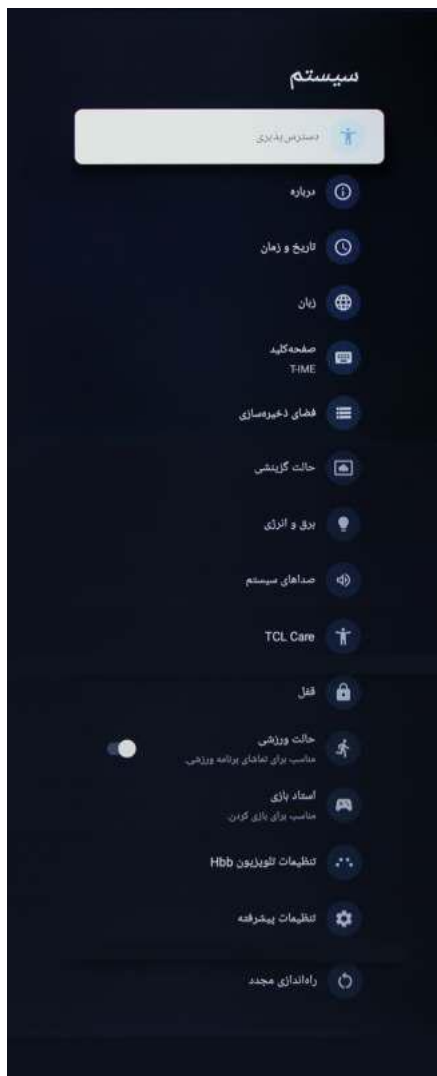 سیستم
دسترس‌پذیری
درباره
تاریخ و زمان
زبان
صفحه‌کلید
T-IME
فضای ذخیره‌سازی
حالت گزینشی
برق و انرژی
صداهای سیستم
TCL Care
قفل
حالت ورزشی
مناسب برای تماشای برنامه ورزشی.
استاد بازی
مناسب برای بازی کردن.
تنظیمات تلویزیون Hbb
تنظیمات پیشرفته
راه‌اندازی مجدد